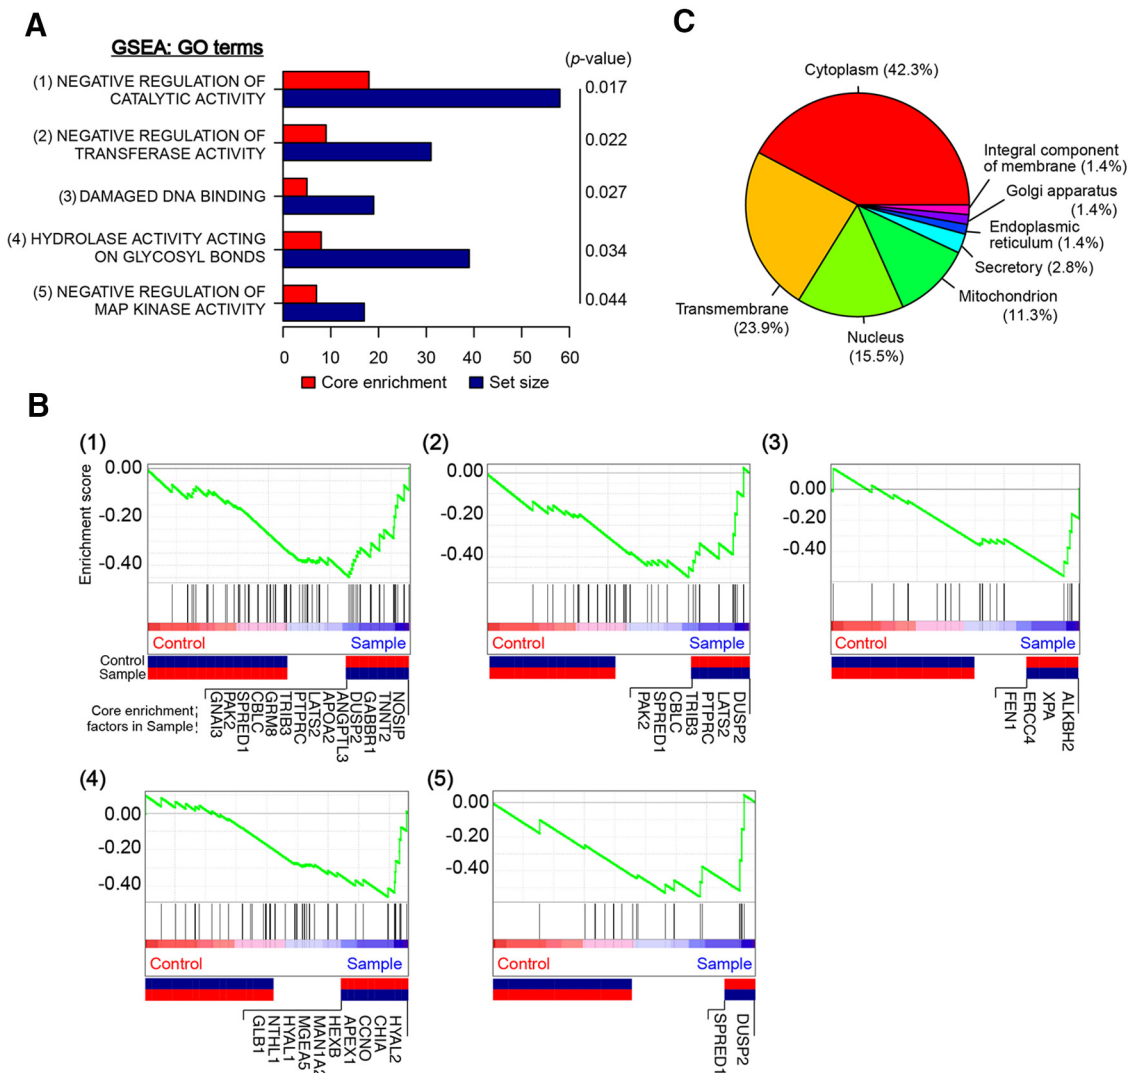 A
GSEA: GO terms
(p-value)
(1) NEGATIVE REGULATION OF
CATALYTIC ACTIVITY
0.017
(2) NEGATIVE REGULATION OF
TRANSFERASE ACTIVITY
0.022
(3) DAMAGED DNA BINDING
0.027
(4) HYDROLASE ACTIVITY ACTING
ON GLYCOSYL BONDS
0.034
(5) NEGATIVE REGULATION OF
MAP KINASE ACTIVITY
0.044
0 10 20 30 40 50 60
Core enrichment Set size
C
Cytoplasm (42.3%)
Integral component
of membrane (1.4%)
Golgi apparatus
(1.4%)
Endoplasmic
reticulum (1.4%)
Secretory (2.8%)
Mitochondrion
(11.3%)
Nucleus
(15.5%)
Transmembrane
(23.9%)
B
(1)
Enrichment score
0.00
-0.20
-0.40
Control Sample
Control
Sample
Core enrichment
factors in Sample
GNAI3
PAK2
SPRED1
CBLC
GRM8
TRIB3
PTPRC
LATS2
APOA2
ANGPTL3
DUSP2
GABBR1
TNNT2
NOSIP
(2)
0.00
-0.20
-0.40
Control Sample
PAK2
SPRED1
CBLC
TRIB3
PTPRC
LATS2
DUSP2
(3)
0.00
-0.20
-0.40
Control Sample
FEN1
ERCC4
XPA
ALKBH2
(4)
0.00
-0.20
-0.40
Control Sample
GLB1
NTHL1
HYAL1
MGEA5
HEXB
APEX1
CCNO
CHIA
HYAL2
(5)
0.00
-0.20
-0.40
Control Sample
SPRED1
DUSP2